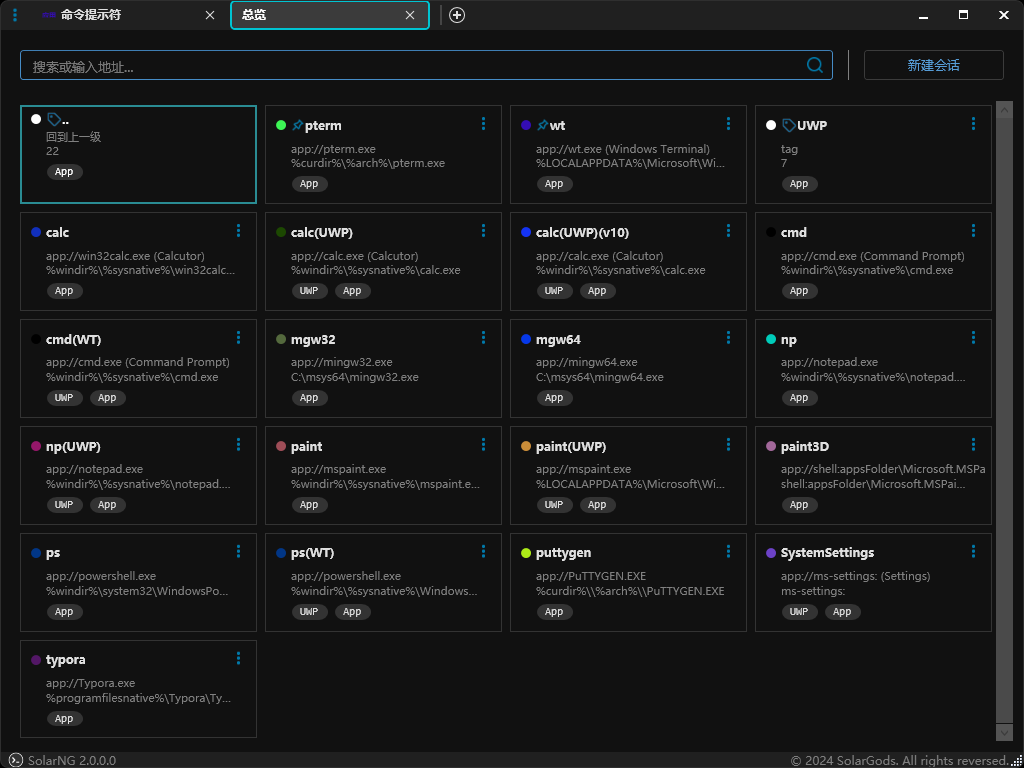 命令提示符
总览
搜索或输入地址...
新建会话
..
回到上一级
22
App
pterm
app://pterm.exe
%curdir%\%arch%\pterm.exe
App
wt
app://wt.exe (Windows Terminal)
%LOCALAPPDATA%\Microsoft\Wi...
App
UWP
tag
7
App
calc
app://win32calc.exe (Calcutor)
%windir%\%sysnative%\win32calc...
App
calc(UWP)
app://calc.exe (Calcutor)
%windir%\%sysnative%\calc.exe
UWP App
calc(UWP)(v10)
app://calc.exe (Calcutor)
%windir%\%sysnative%\calc.exe
UWP App
cmd
app://cmd.exe (Command Prompt)
%windir%\%sysnative%\cmd.exe
App
cmd(WT)
app://cmd.exe (Command Prompt)
%windir%\%sysnative%\cmd.exe
UWP App
mgw32
app://mingw32.exe
C:\msys64\mingw32.exe
App
mgw64
app://mingw64.exe
C:\msys64\mingw64.exe
App
np
app://notepad.exe
%windir%\%sysnative%\notepad....
App
np(UWP)
app://notepad.exe
%windir%\%sysnative%\notepad....
UWP App
paint
app://mspaint.exe
%windir%\%sysnative%\mspaint.e...
App
paint(UWP)
app://mspaint.exe
%LOCALAPPDATA%\Microsoft\Wi...
UWP App
paint3D
app://shell:appsFolder\Microsoft.MSPa
shell:appsFolder\Microsoft.MSPai...
App
ps
app://powershell.exe
%windir%\system32\WindowsPo...
App
ps(WT)
app://powershell.exe
%windir%\%sysnative%\Windows...
UWP App
puttygen
app://PuTTYGEN.EXE
%curdir%\\%arch%\\PuTTYGEN.EXE
App
SystemSettings
app://ms-settings: (Settings)
ms-settings:
UWP App
typora
app://Typora.exe
%programfilesnative%\Typora\Ty...
App
SolarNG 2.0.0.0
© 2024 SolarGods. All rights reversed.